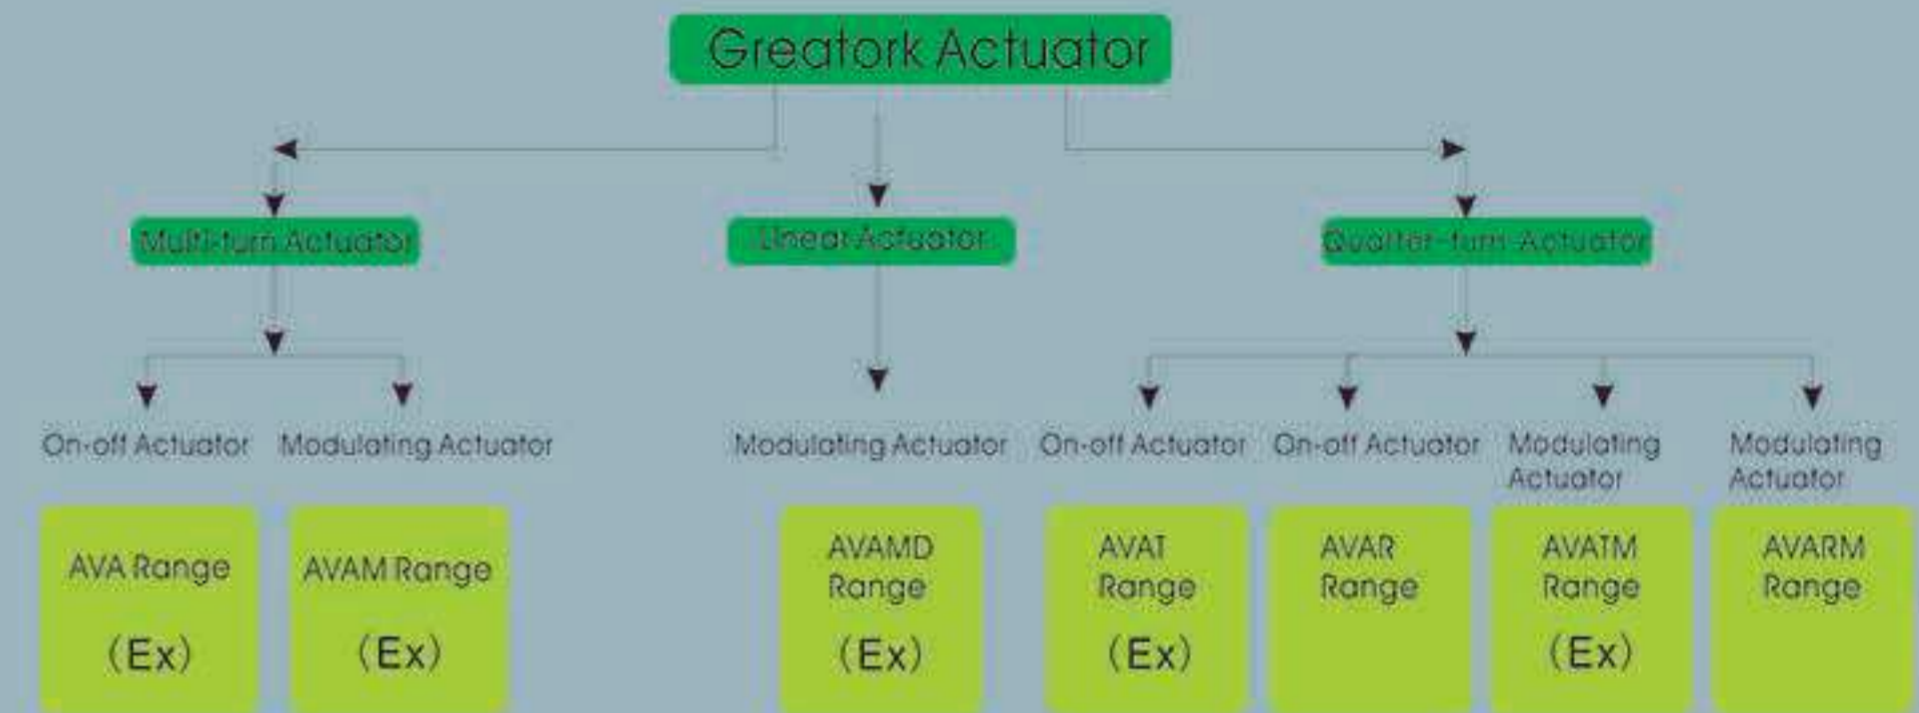 Greatork Actuator
Multi-turn Actuator
Linear Actuator
Quarter-turn Actuator
On-off Actuator
Modulating Actuator
Modulating Actuator
On-off Actuator
On-off Actuator
Modulating
Actuator
Modulating
Actuator
AVA Range
(Ex)
AVAM Range
(Ex)
AVAMD
Range
(Ex)
AVAT
Range
(Ex)
AVAR
Range
AVATM
Range
(Ex)
AVARM
Range